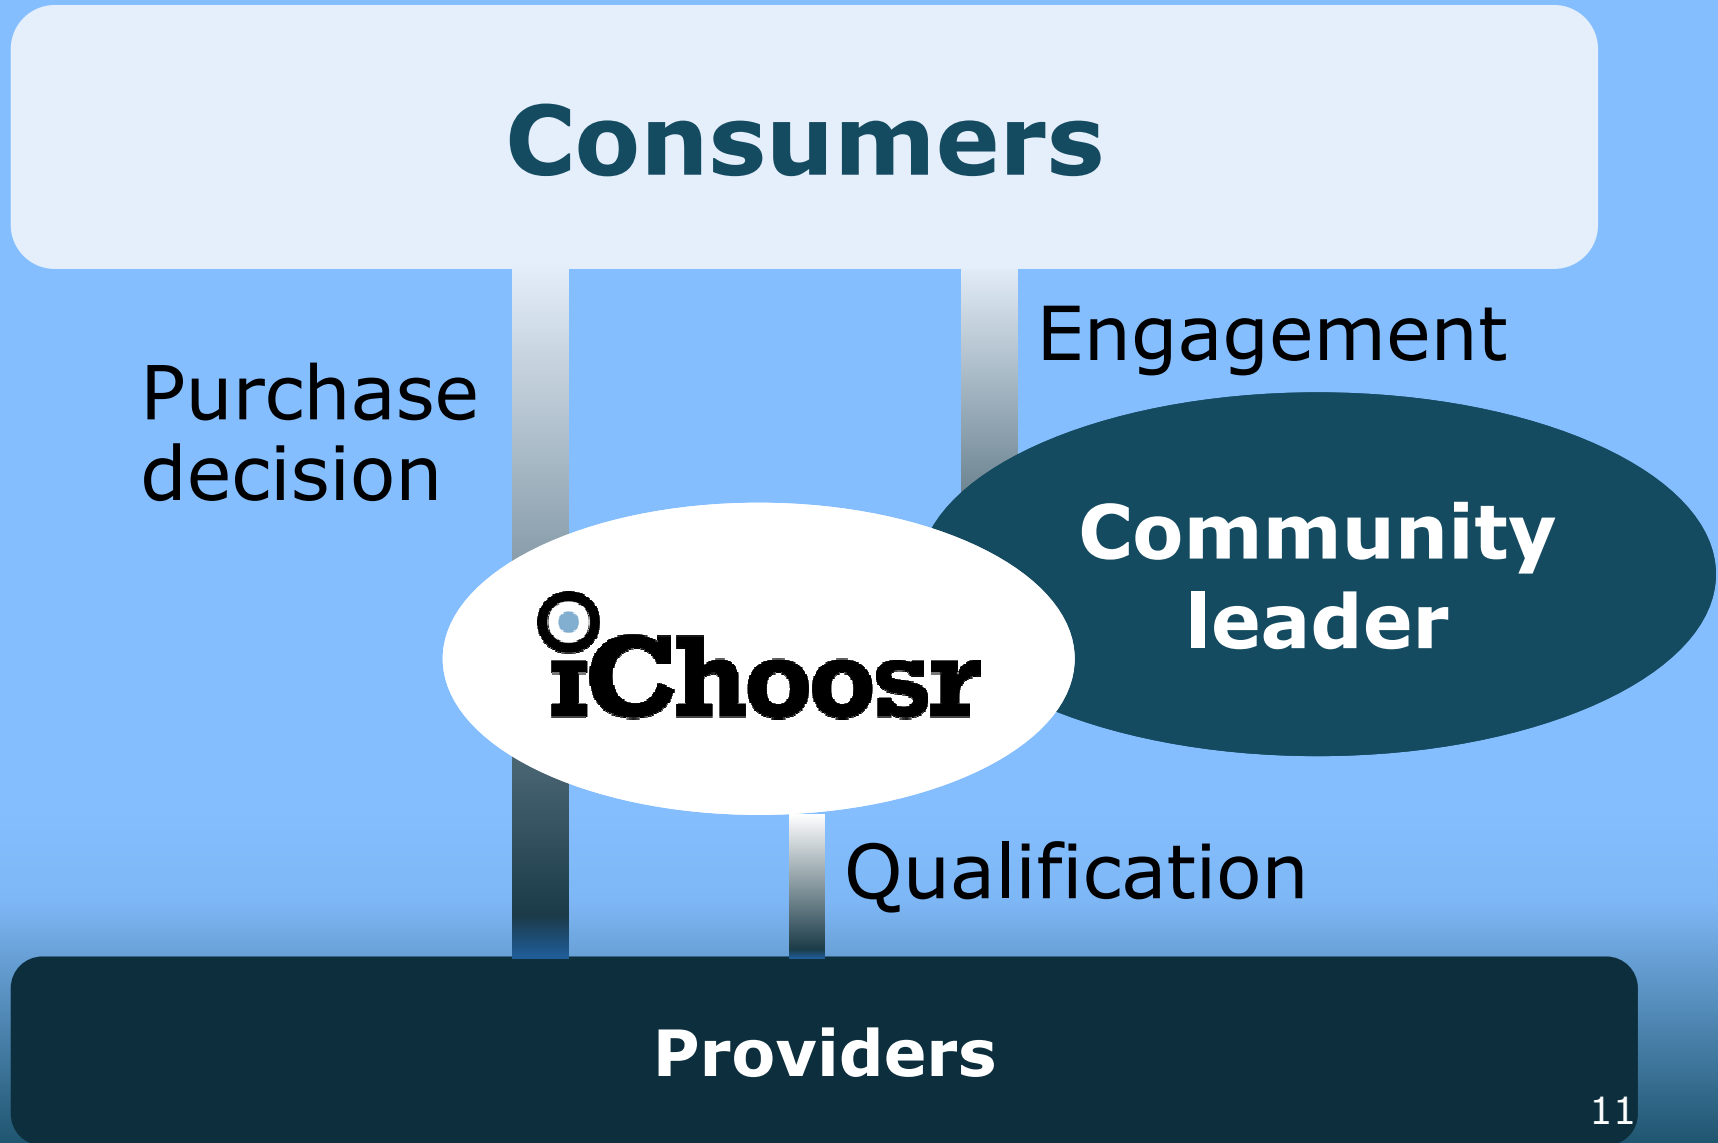 Consumers
Engagement
Purchase
decision
Community
leader
iChoosr
Qualification
Providers
11